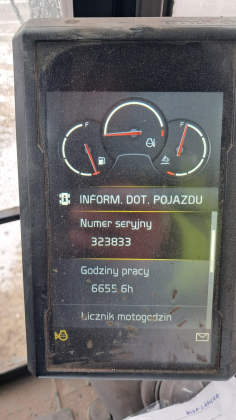 F F
INFORM. DOT. POJAZDU
Numer seryjny
323833
Godziny pracy
6655.6h
Licznik motogodzin